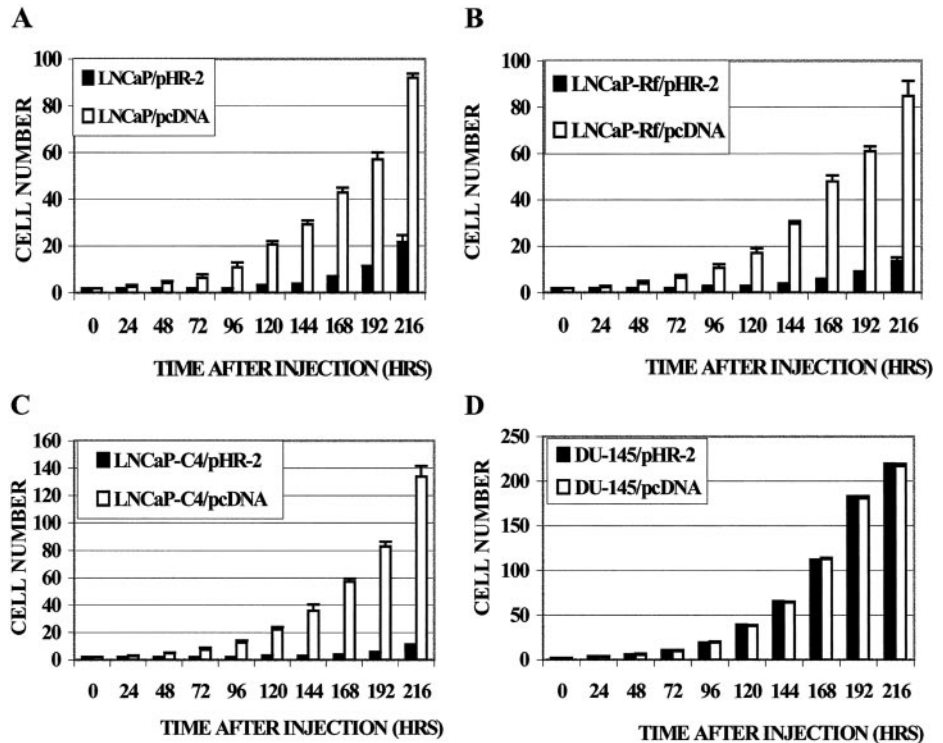 A
LNCaP/pHR-2
LNCaP/pcDNA
CELL NUMBER
100
80
60
40
20
0
0 24 48 72 96 120 144 168 192 216
TIME AFTER INJECTION (HRS)
B
LNCaP-Rf/pHR-2
LNCaP-Rf/pcDNA
CELL NUMBER
100
80
60
40
20
0
0 24 48 72 96 120 144 168 192 216
TIME AFTER INJECTION (HRS)
C
LNCaP-C4/pHR-2
LNCaP-C4/pcDNA
CELL NUMBER
160
140
120
100
80
60
40
20
0
0 24 48 72 96 120 144 168 192 216
TIME AFTER INJECTION (HRS)
D
DU-145/pHR-2
DU-145/pcDNA
CELL NUMBER
250
200
150
100
50
0
0 24 48 72 96 120 144 168 192 216
TIME AFTER INJECTION (HRS)